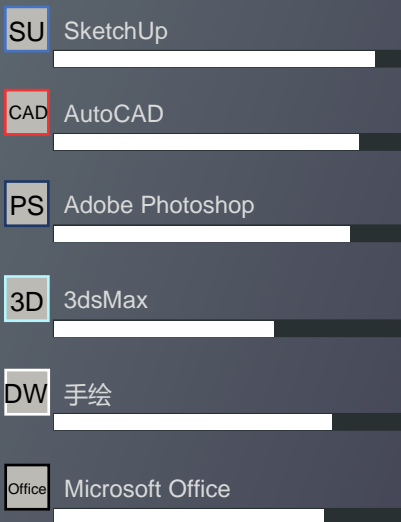 SU SketchUp
CAD AutoCAD
PS Adobe Photoshop
3D 3dsMax
DW 手绘
Office Microsoft Office